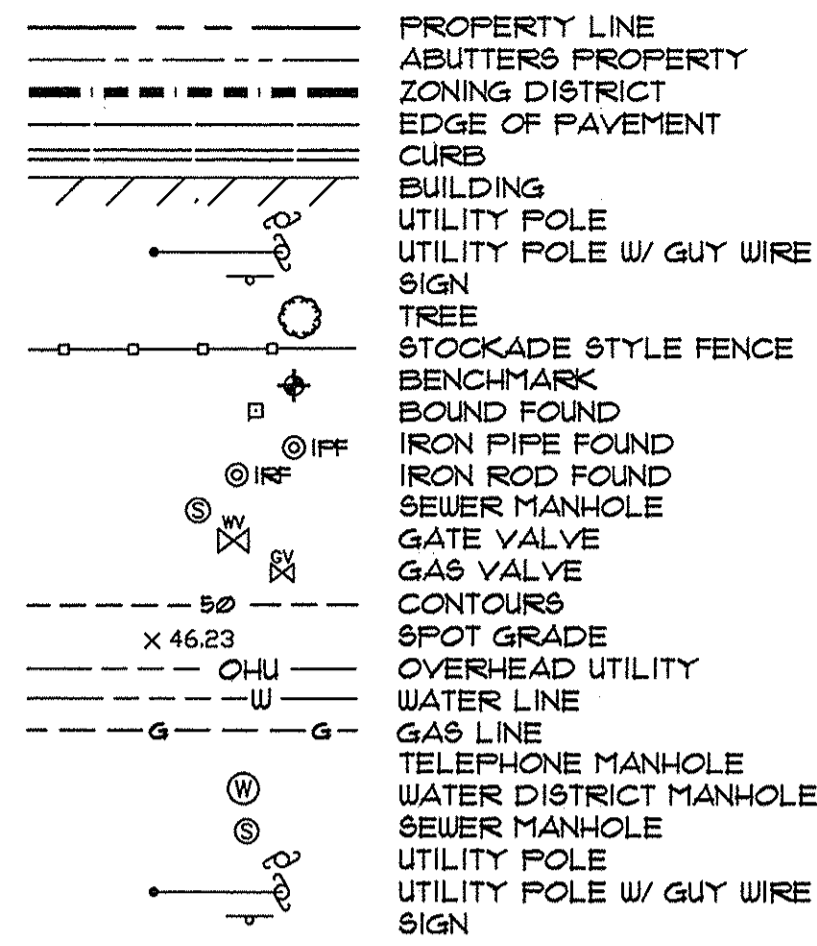 PROPERTY LINE
ABUTTERS PROPERTY
ZONING DISTRICT
EDGE OF PAVEMENT
CURB
BUILDING
UTILITY POLE
UTILITY POLE W/ GUY WIRE
SIGN
TREE
STOCKADE STYLE FENCE
BENCHMARK
BOUND FOUND
IPF IRON PIPE FOUND
IRF IRON ROD FOUND
S SEWER MANHOLE
WV GATE VALVE
GV GAS VALVE
50 CONTOURS
× 46.23 SPOT GRADE
OHU OVERHEAD UTILITY
W WATER LINE
G G GAS LINE
TELEPHONE MANHOLE
W WATER DISTRICT MANHOLE
S SEWER MANHOLE
UTILITY POLE
UTILITY POLE W/ GUY WIRE
SIGN